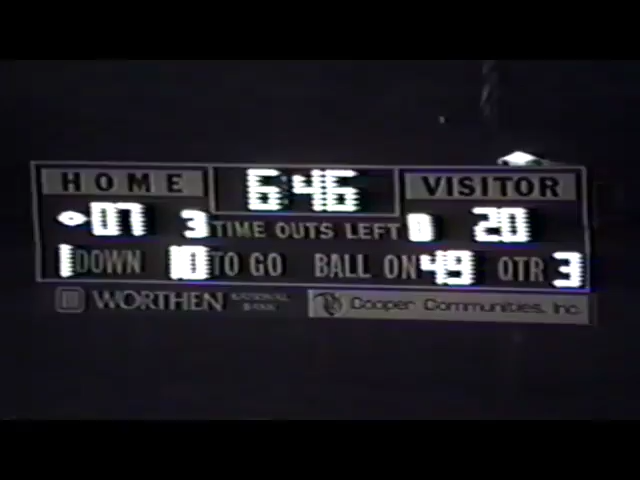 HOME 6:46 VISITOR
07 3 TIME OUTS LEFT 20
1 DOWN 10 TO GO BALL ON 49 QTR 3
WORTHEN NATIONAL BANK Cooper Communities, Inc.